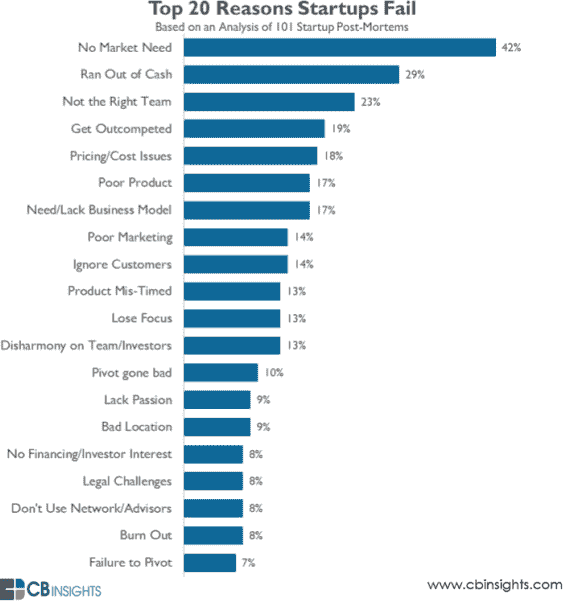 Top 20 Reasons Startups Fail
Based on an Analysis of 101 Startup Post-Mortems
No Market Need 42%
Ran Out of Cash 29%
Not the Right Team 23%
Get Outcompeted 19%
Pricing/Cost Issues 18%
Poor Product 17%
Need/Lack Business Model 17%
Poor Marketing 14%
Ignore Customers 14%
Product Mis-Timed 13%
Lose Focus 13%
Disharmony on Team/Investors 13%
Pivot gone bad 10%
Lack Passion 9%
Bad Location 9%
No Financing/Investor Interest 8%
Legal Challenges 8%
Don't Use Network/Advisors 8%
Burn Out 8%
Failure to Pivot 7%
CBINSIGHTS www.cbinsights.com